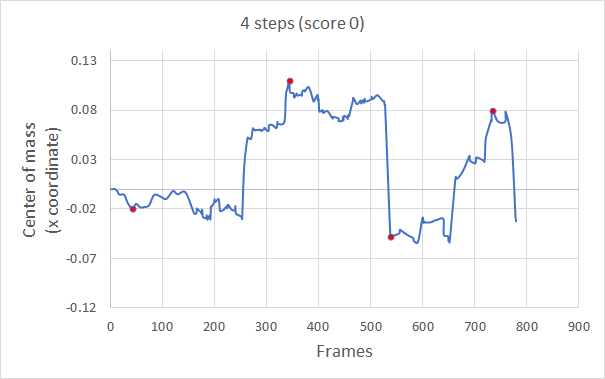 4 steps (score 0)
Center of mass
(x coordinate)
0.13
0.08
0.03
-0.02
-0.07
-0.12
0 100 200 300 400 500 600 700 800 900
Frames